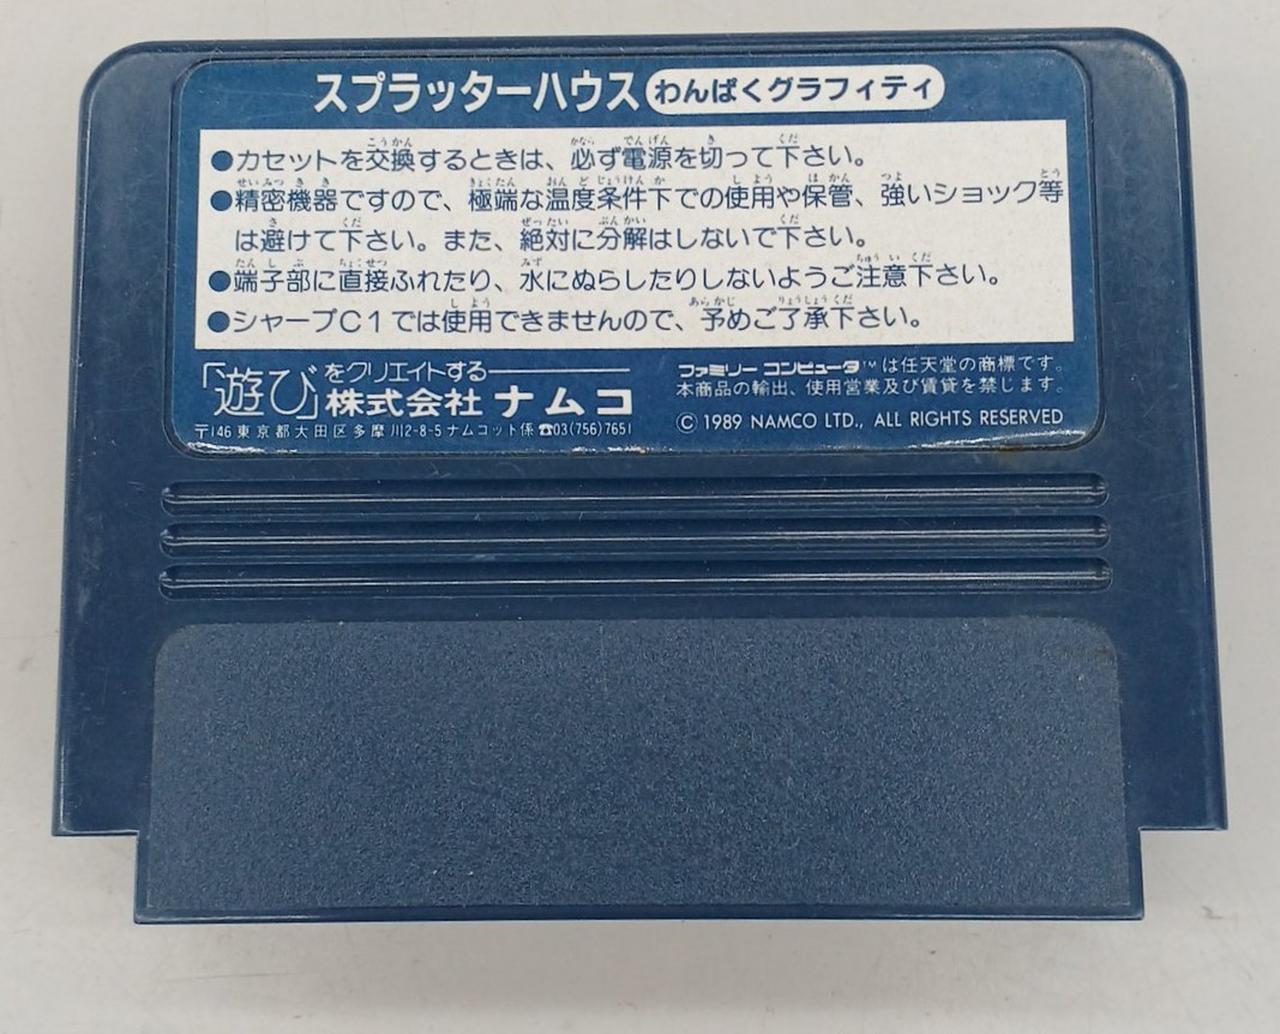 スプラッターハウス わんぱくグラフィティ
●カセットを交換するときは、必ず電源を切って下さい。
●精密機器ですので、極端な温度条件下での使用や保管、強いショック等
は避けて下さい。また、絶対に分解はしないで下さい。
●端子部に直接ふれたり、水にぬらしたりしないようご注意下さい。
●シャープC1では使用できませんので、予めご了承下さい。
「遊び」をクリエイトする
株式会社ナムコ
〒146 東京都大田区多摩川2-8-5 ナムコット係 ☎03(756)7651
ファミリーコンピュータ™は任天堂の商標です。
本商品の輸出、使用営業及び賃貸を禁じます。
© 1989 NAMCO LTD., ALL RIGHTS RESERVED